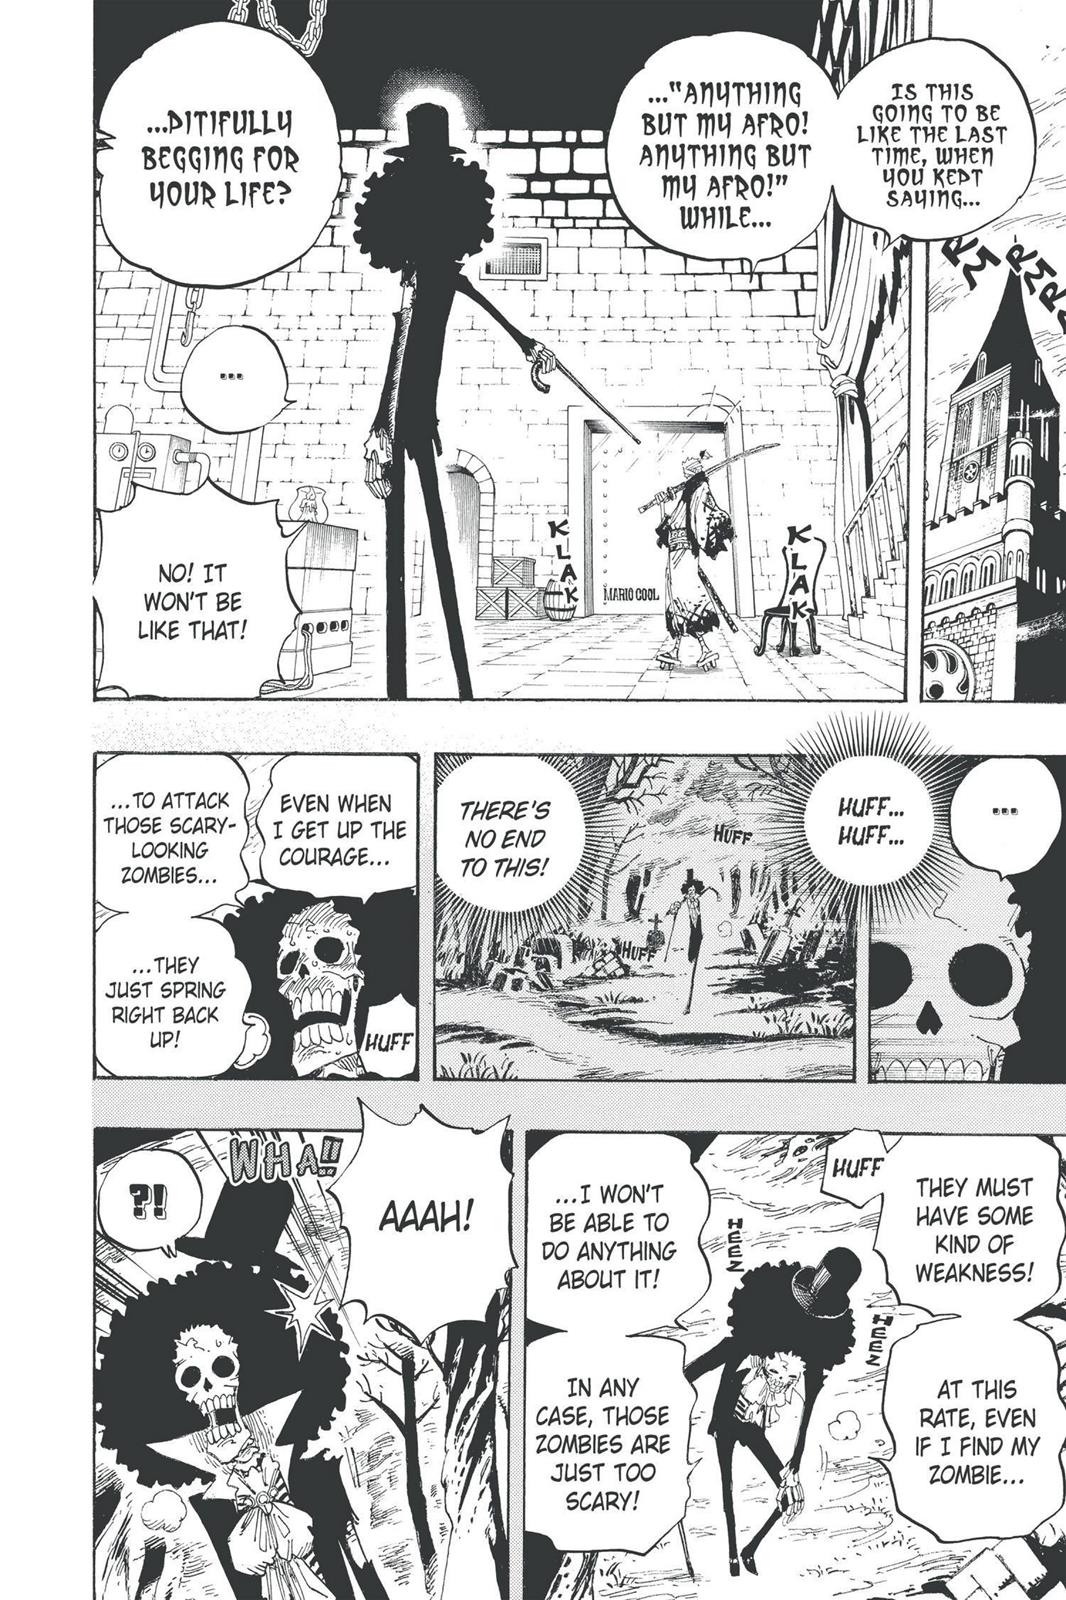 IS THIS
GOING TO BE
LIKE THE LAST
TIME, WHEN
YOU KEPT
SAYING...
..."ANYTHING
BUT MY AFRO!
ANYTHING BUT
MY AFRO!"
WHILE...
...PITIFULLY
BEGGING FOR
YOUR LIFE?
RMRMRMR
...
NO! IT
WON'T BE
LIKE THAT!
KLAK
KLAK
MARIO COOL
...
HUFF...
HUFF...
THERE'S
NO END
TO THIS!
HUFF
HUFF
EVEN WHEN
I GET UP THE
COURAGE...
...TO ATTACK
THOSE SCARY-
LOOKING
ZOMBIES...
...THEY
JUST SPRING
RIGHT BACK
UP!
HUFF
THEY MUST
HAVE SOME
KIND OF
WEAKNESS!
HUFF
AT THIS
RATE, EVEN
IF I FIND MY
ZOMBIE...
HEEZ
HEEZ
...I WON'T
BE ABLE TO
DO ANYTHING
ABOUT IT!
IN ANY
CASE, THOSE
ZOMBIES ARE
JUST TOO
SCARY!
AAAH!
WHA!!
?!